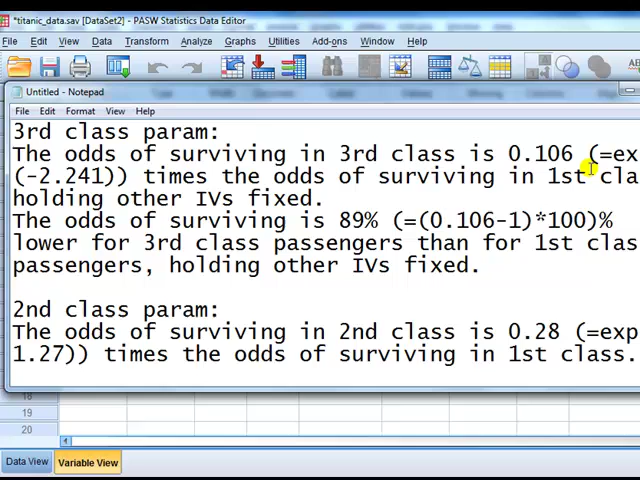 *titanic_data.sav [DataSet2] - PASW Statistics Data Editor
File Edit View Data Transform Analyze Graphs Utilities Add-ons Window Help
Untitled - Notepad
File Edit Format View Help
3rd class param:
The odds of surviving in 3rd class is 0.106 (=ex
(-2.241)) times the odds of surviving in 1st cla
holding other IVs fixed.
The odds of surviving is 89% (=(0.106-1)*100)%
lower for 3rd class passengers than for 1st clas
passengers, holding other IVs fixed.
2nd class param:
The odds of surviving in 2nd class is 0.28 (=exp
1.27)) times the odds of surviving in 1st class.
18
19
20
Data View Variable View